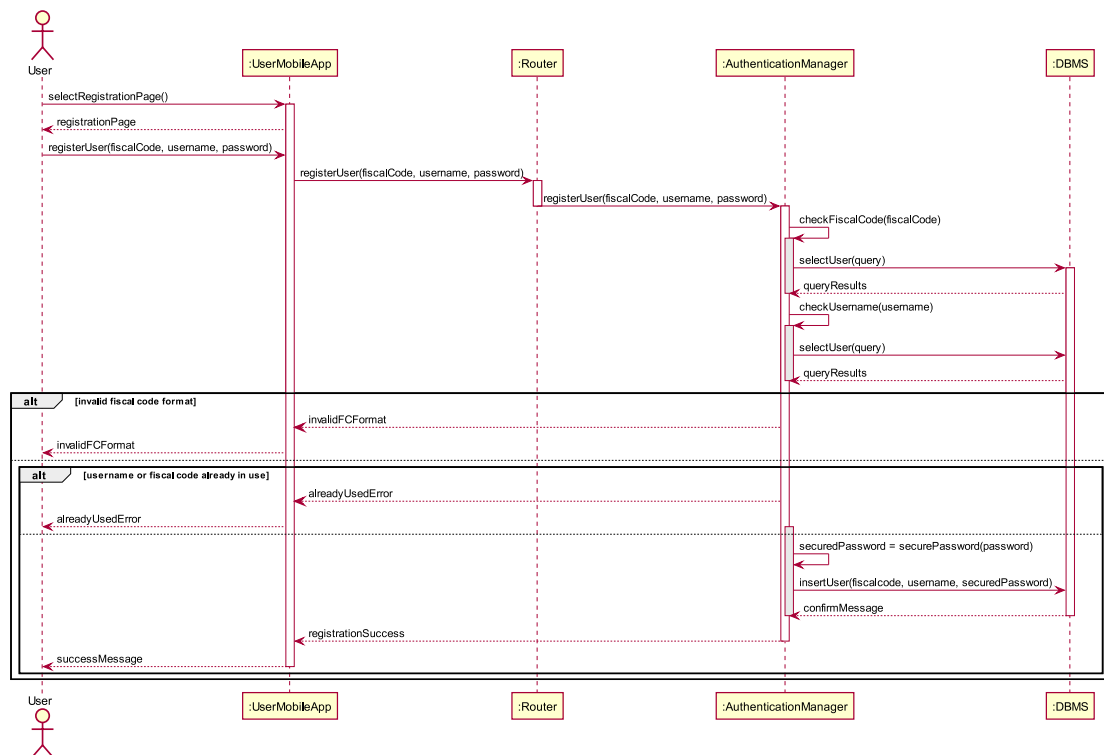 User
:UserMobileApp
:Router
:AuthenticationManager
:DBMS
selectRegistrationPage()
registrationPage
registerUser(fiscalCode, username, password)
registerUser(fiscalCode, username, password)
registerUser(fiscalCode, username, password)
checkFiscalCode(fiscalCode)
selectUser(query)
queryResults
checkUsername(username)
selectUser(query)
queryResults
alt [invalid fiscal code format]
invalidFCFormat
invalidFCFormat
alt [username or fiscal code already in use]
alreadyUsedError
alreadyUsedError
securedPassword = securePassword(password)
insertUser(fiscalcode, username, securedPassword)
confirmMessage
registrationSuccess
successMessage
User
:UserMobileApp
:Router
:AuthenticationManager
:DBMS